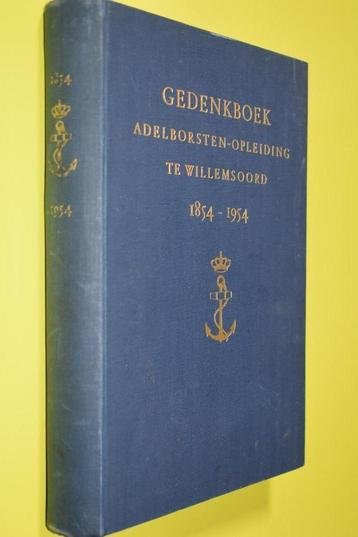 1854
1954
GEDENKBOEK
ADELBORSTEN-OPLEIDING
TE WILLEMSOORD
1854-1954